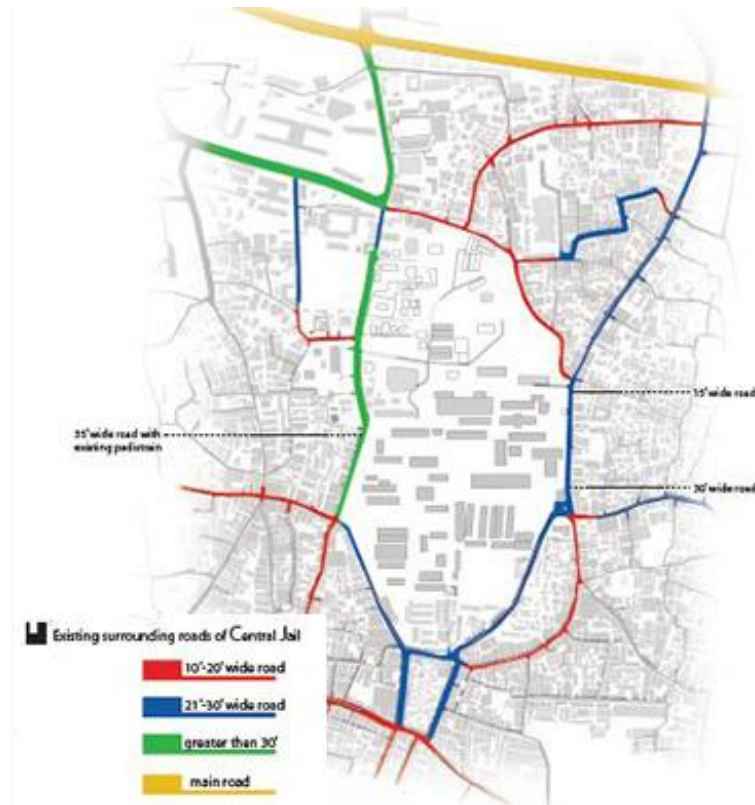 15' wide road
35' wide road with
existing pedistrain
30' wide road
Existing surrounding roads of Central Jail
10'-20' wide road
21'-30' wide road
greater then 30'
main road